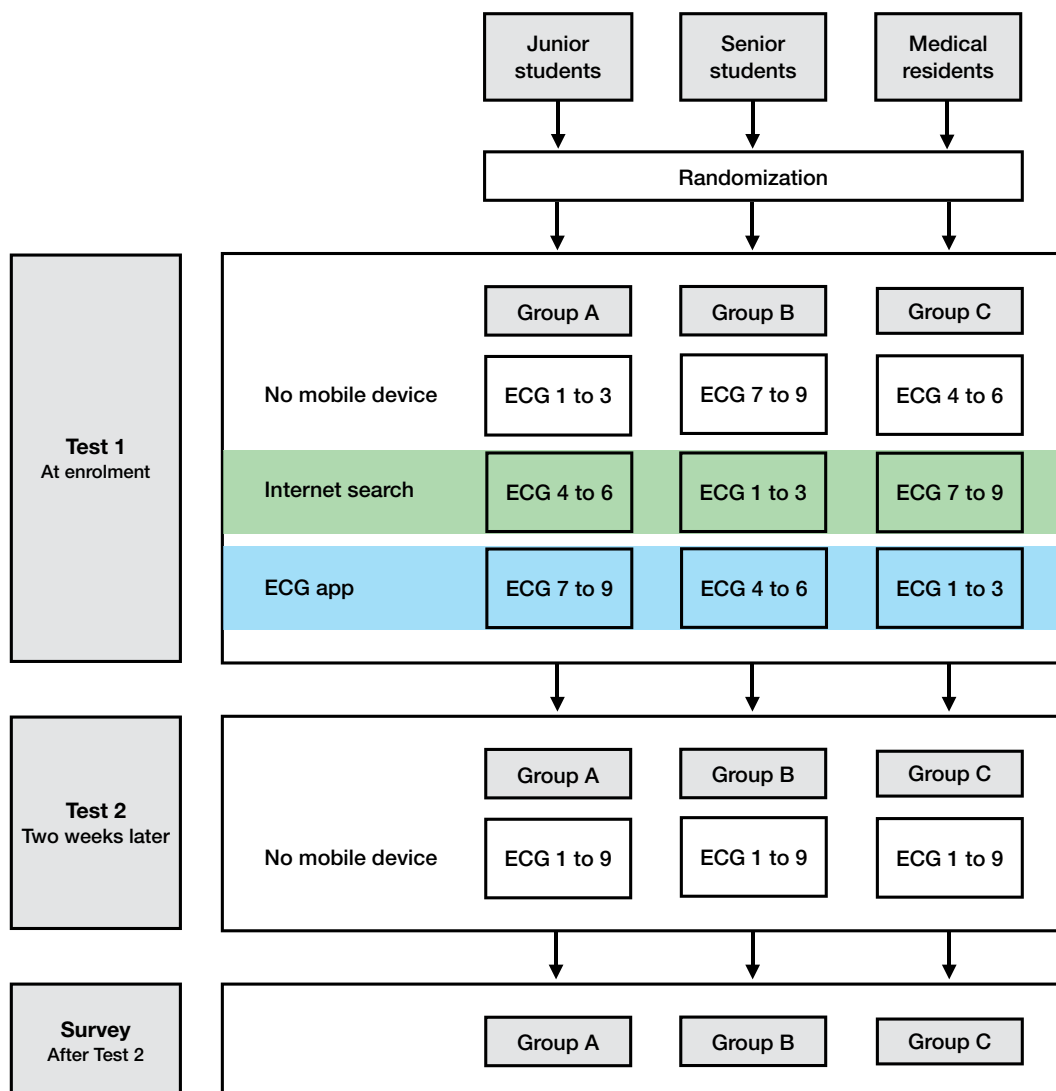 Junior
students
Senior
students
Medical
residents
Randomization
Test 1
At enrolment
Group A
Group B
Group C
No mobile device
ECG 1 to 3
ECG 7 to 9
ECG 4 to 6
Internet search
ECG 4 to 6
ECG 1 to 3
ECG 7 to 9
ECG app
ECG 7 to 9
ECG 4 to 6
ECG 1 to 3
Test 2
Two weeks later
Group A
Group B
Group C
No mobile device
ECG 1 to 9
ECG 1 to 9
ECG 1 to 9
Survey
After Test 2
Group A
Group B
Group C